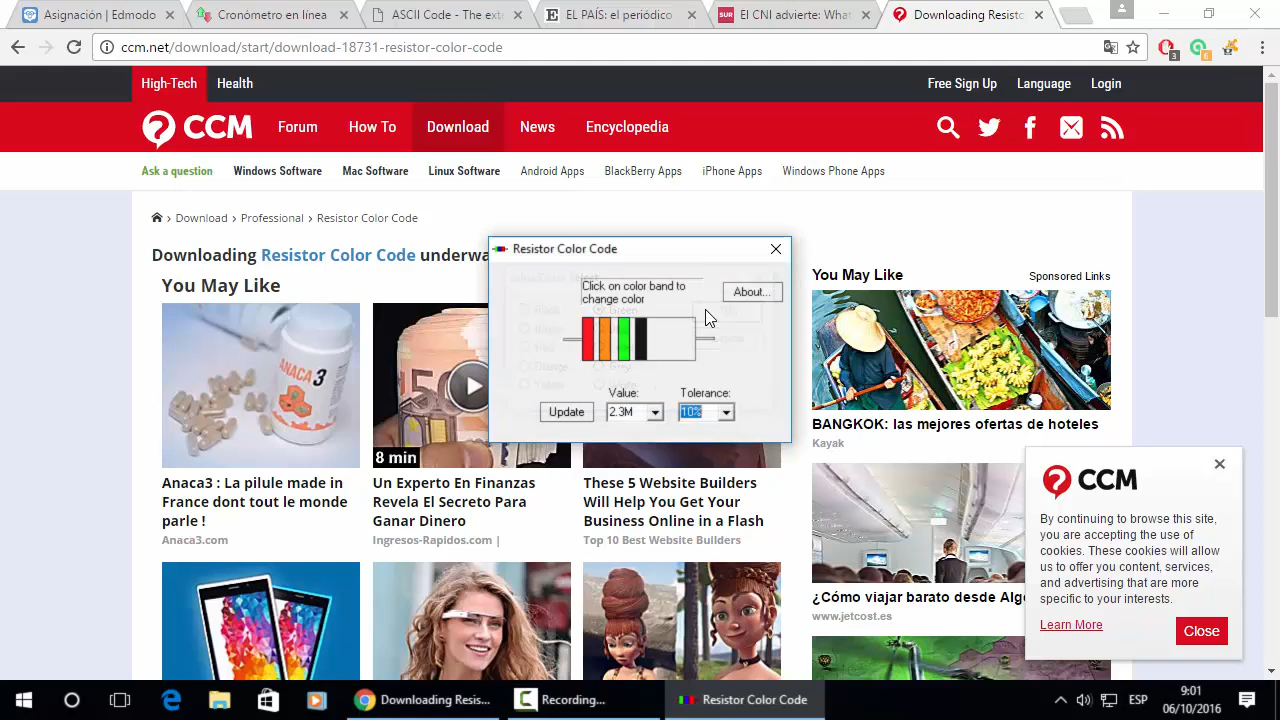 Asignación | Edmodo
Cronómetro en línea
ASCII Code - The exte
EL PAÍS: el periódico
El CNI advierte: What
Downloading Resisto
ccm.net/download/start/download-18731-resistor-color-code
3
6
High-Tech
Health
Free Sign Up
Language
Login
CCM
Forum
How To
Download
News
Encyclopedia
Ask a question
Windows Software
Mac Software
Linux Software
Android Apps
BlackBerry Apps
iPhone Apps
Windows Phone Apps
Download
Professional
Resistor Color Code
Downloading Resistor Color Code underwa
You May Like
Resistor Color Code
Click on color band to
change color
About...
Value:
Tolerance:
Update
2.3M
10%
8 min
Anaca3 : La pilule made in
France dont tout le monde
parle !
Anaca3.com
Un Experto En Finanzas
Revela El Secreto Para
Ganar Dinero
Ingresos-Rapidos.com |
These 5 Website Builders
Will Help You Get Your
Business Online in a Flash
Top 10 Best Website Builders
You May Like
Sponsored Links
BANGKOK: las mejores ofertas de hoteles
Kayak
¿Cómo viajar barato desde Alge
www.jetcost.es
CCM
By continuing to browse this site,
you are accepting the use of
cookies. These cookies will allow
us to offer you content, services,
and advertising that are more
specific to your interests.
Learn More
Close
Downloading Resis...
Recording...
Resistor Color Code
ESP
9:01
06/10/2016